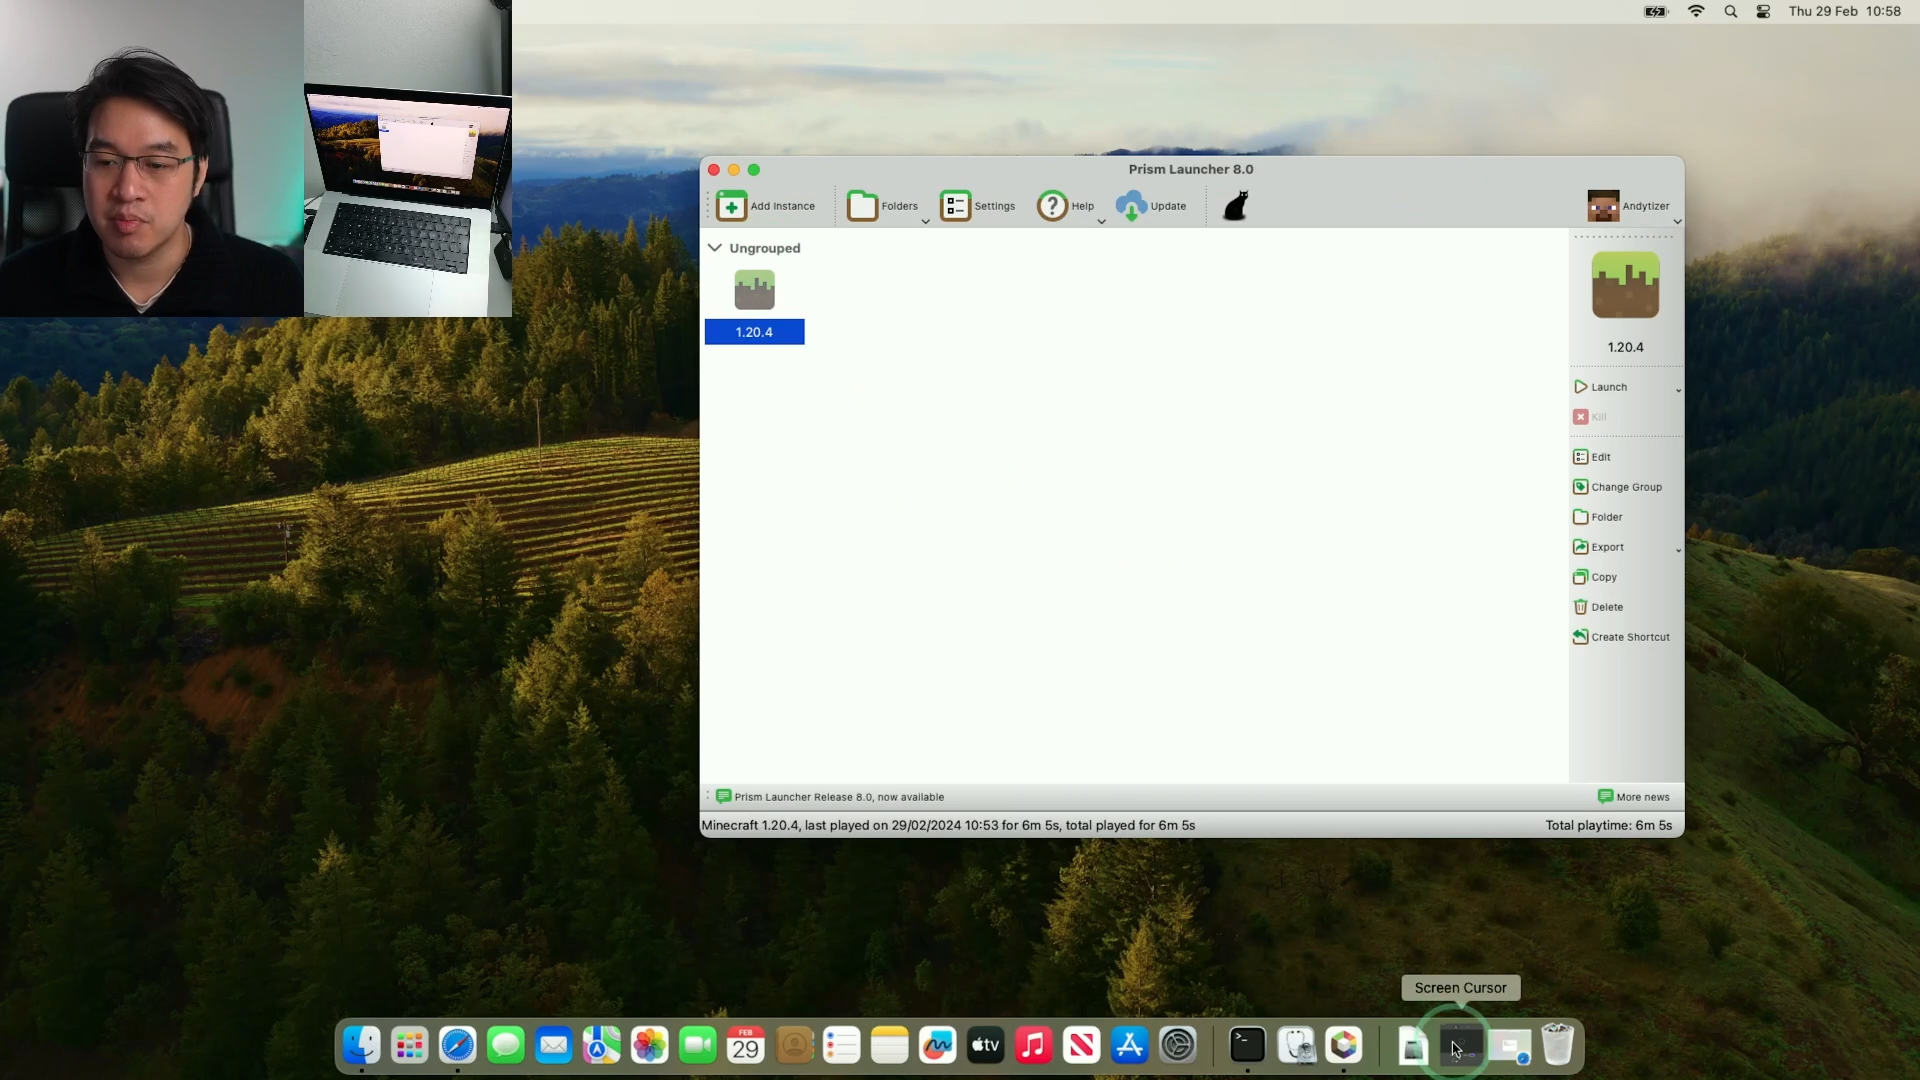 Thu 29 Feb 10:58
Prism Launcher 8.0
Add Instance
Folders
Settings
Help
Update
Andytizer
Ungrouped
1.20.4
1.20.4
Launch
Kill
Edit
Change Group
Folder
Export
Copy
Delete
Create Shortcut
Prism Launcher Release 8.0, now available
More news
Minecraft 1.20.4, last played on 29/02/2024 10:53 for 6m 5s, total played for 6m 5s
Total playtime: 6m 5s
Screen Cursor
FEB
29
tv